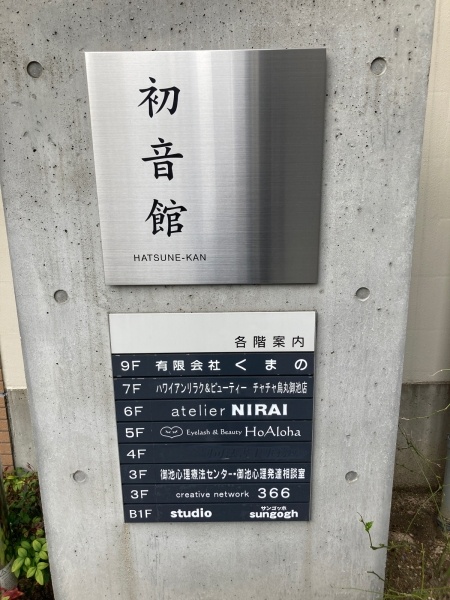 初音館
HATSUNE-KAN
各階案内
9F 有限会社 くまの
7F ハワイアンリラク&ビューティー チャチャ烏丸御池店
6F atelier NIRAI
5F Eyelash & Beauty HoAloha
4F
3F 御池心理療法センター・御池心理発達相談室
3F creative network 366
B1F studio サンゴッホ sungogh